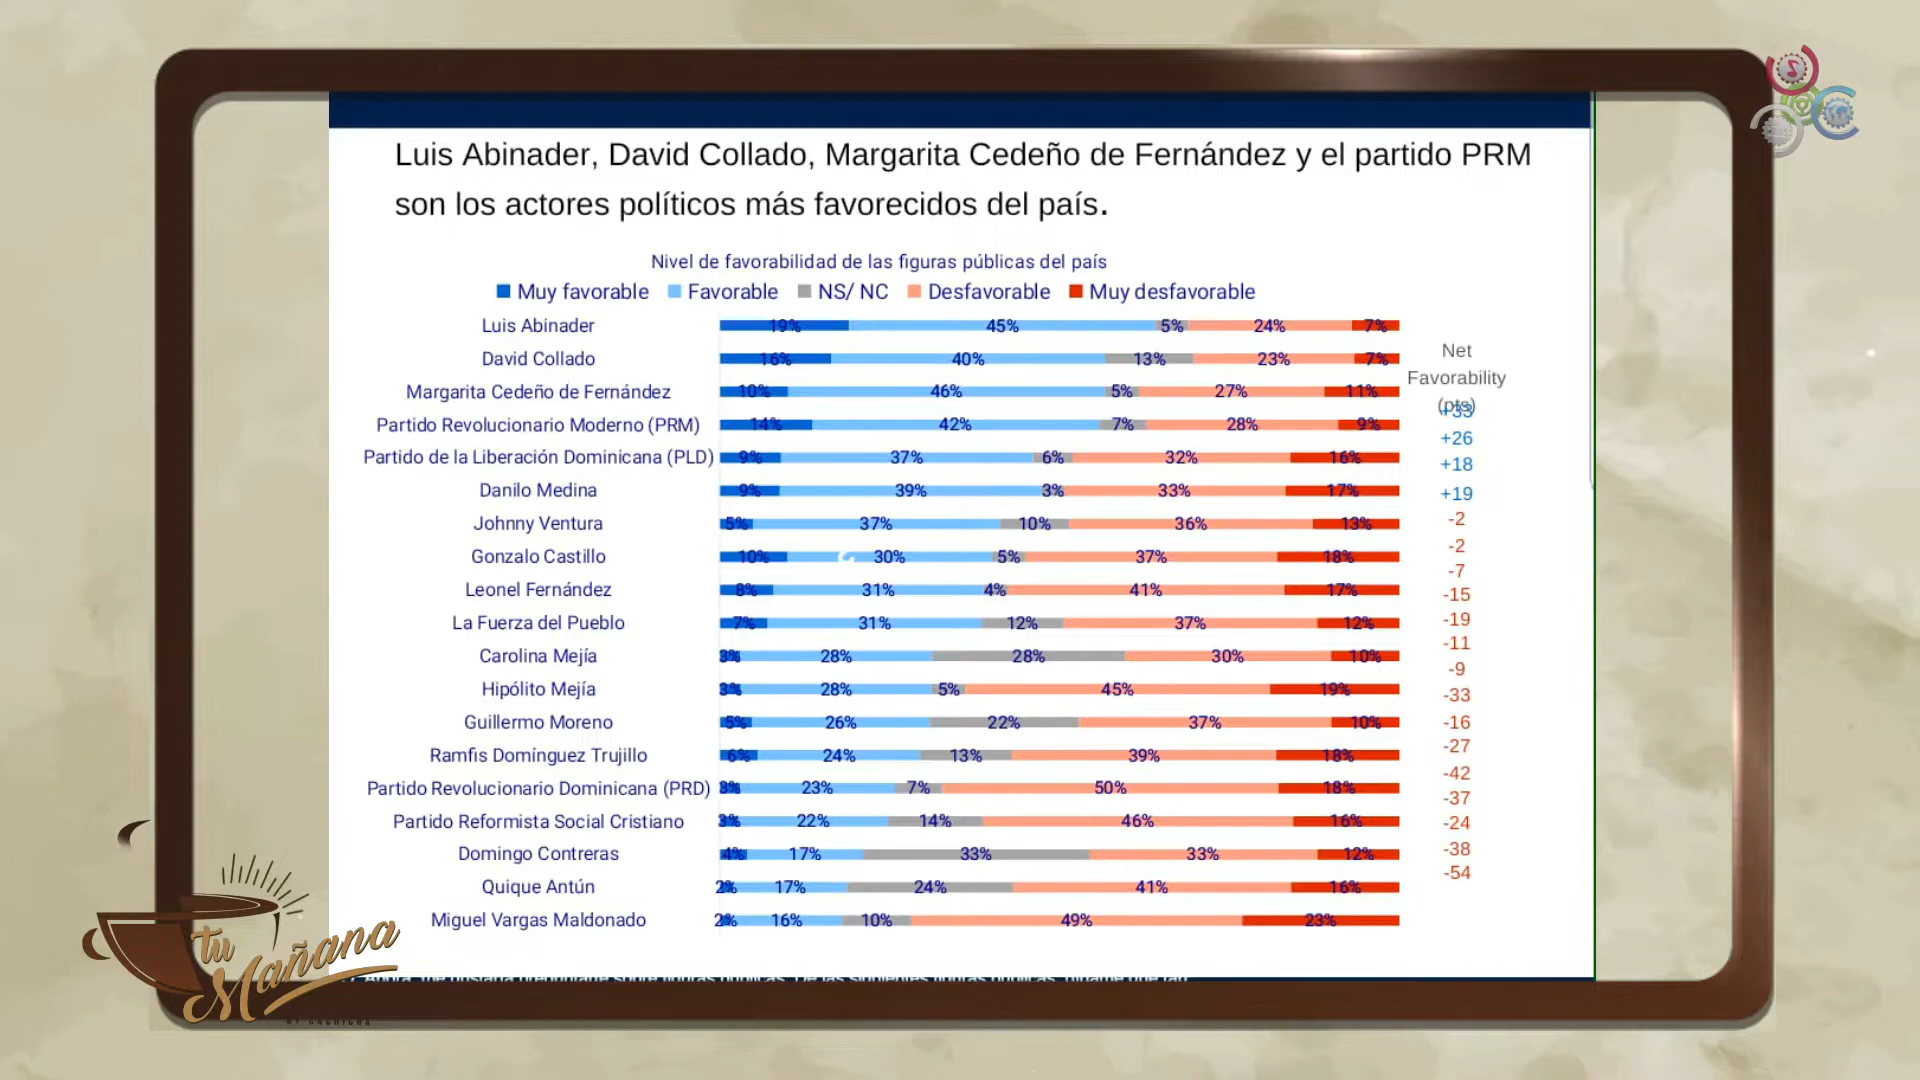 Luis Abinader, David Collado, Margarita Cedeño de Fernández y el partido PRM
son los actores políticos más favorecidos del país.
Nivel de favorabilidad de las figuras públicas del país
Muy favorable Favorable NS/ NC Desfavorable Muy desfavorable
Luis Abinader 19% 45% 5% 24% 7%
David Collado 16% 40% 13% 23% 7%
Margarita Cedeño de Fernández 10% 46% 5% 27% 11%
Partido Revolucionario Moderno (PRM) 14% 42% 7% 28% 9%
Partido de la Liberación Dominicana (PLD) 9% 37% 6% 32% 16%
Danilo Medina 9% 39% 3% 33% 17%
Johnny Ventura 5% 37% 10% 36% 13%
Gonzalo Castillo 10% 30% 5% 37% 18%
Leonel Fernández 8% 31% 4% 41% 17%
La Fuerza del Pueblo 7% 31% 12% 37% 12%
Carolina Mejía 3% 28% 28% 30% 10%
Hipólito Mejía 3% 28% 5% 45% 19%
Guillermo Moreno 5% 26% 22% 37% 10%
Ramfis Domínguez Trujillo 6% 24% 13% 39% 18%
Partido Revolucionario Dominicana (PRD) 3% 23% 7% 50% 18%
Partido Reformista Social Cristiano 3% 22% 14% 46% 16%
Domingo Contreras 4% 17% 33% 33% 12%
Quique Antún 2% 17% 24% 41% 16%
Miguel Vargas Maldonado 2% 16% 10% 49% 23%
Net
Favorability
(pts)
+33
+26
+18
+19
-2
-2
-7
-15
-19
-11
-9
-33
-16
-27
-42
-37
-24
-38
-54
tu
Mañana